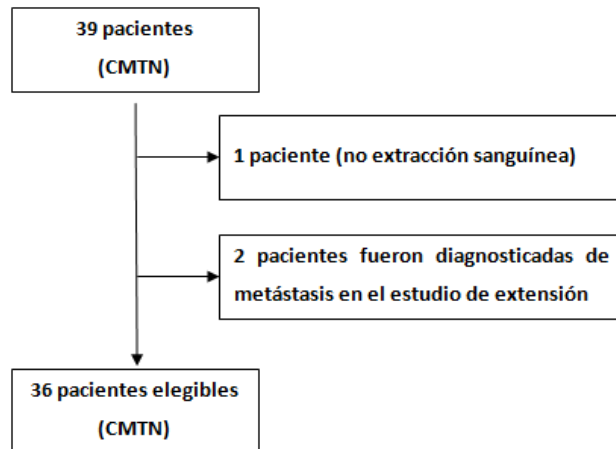 39 pacientes
(CMTN)
1 paciente (no extracción sanguínea)
2 pacientes fueron diagnosticadas de
metástasis en el estudio de extensión
36 pacientes elegibles
(CMTN)